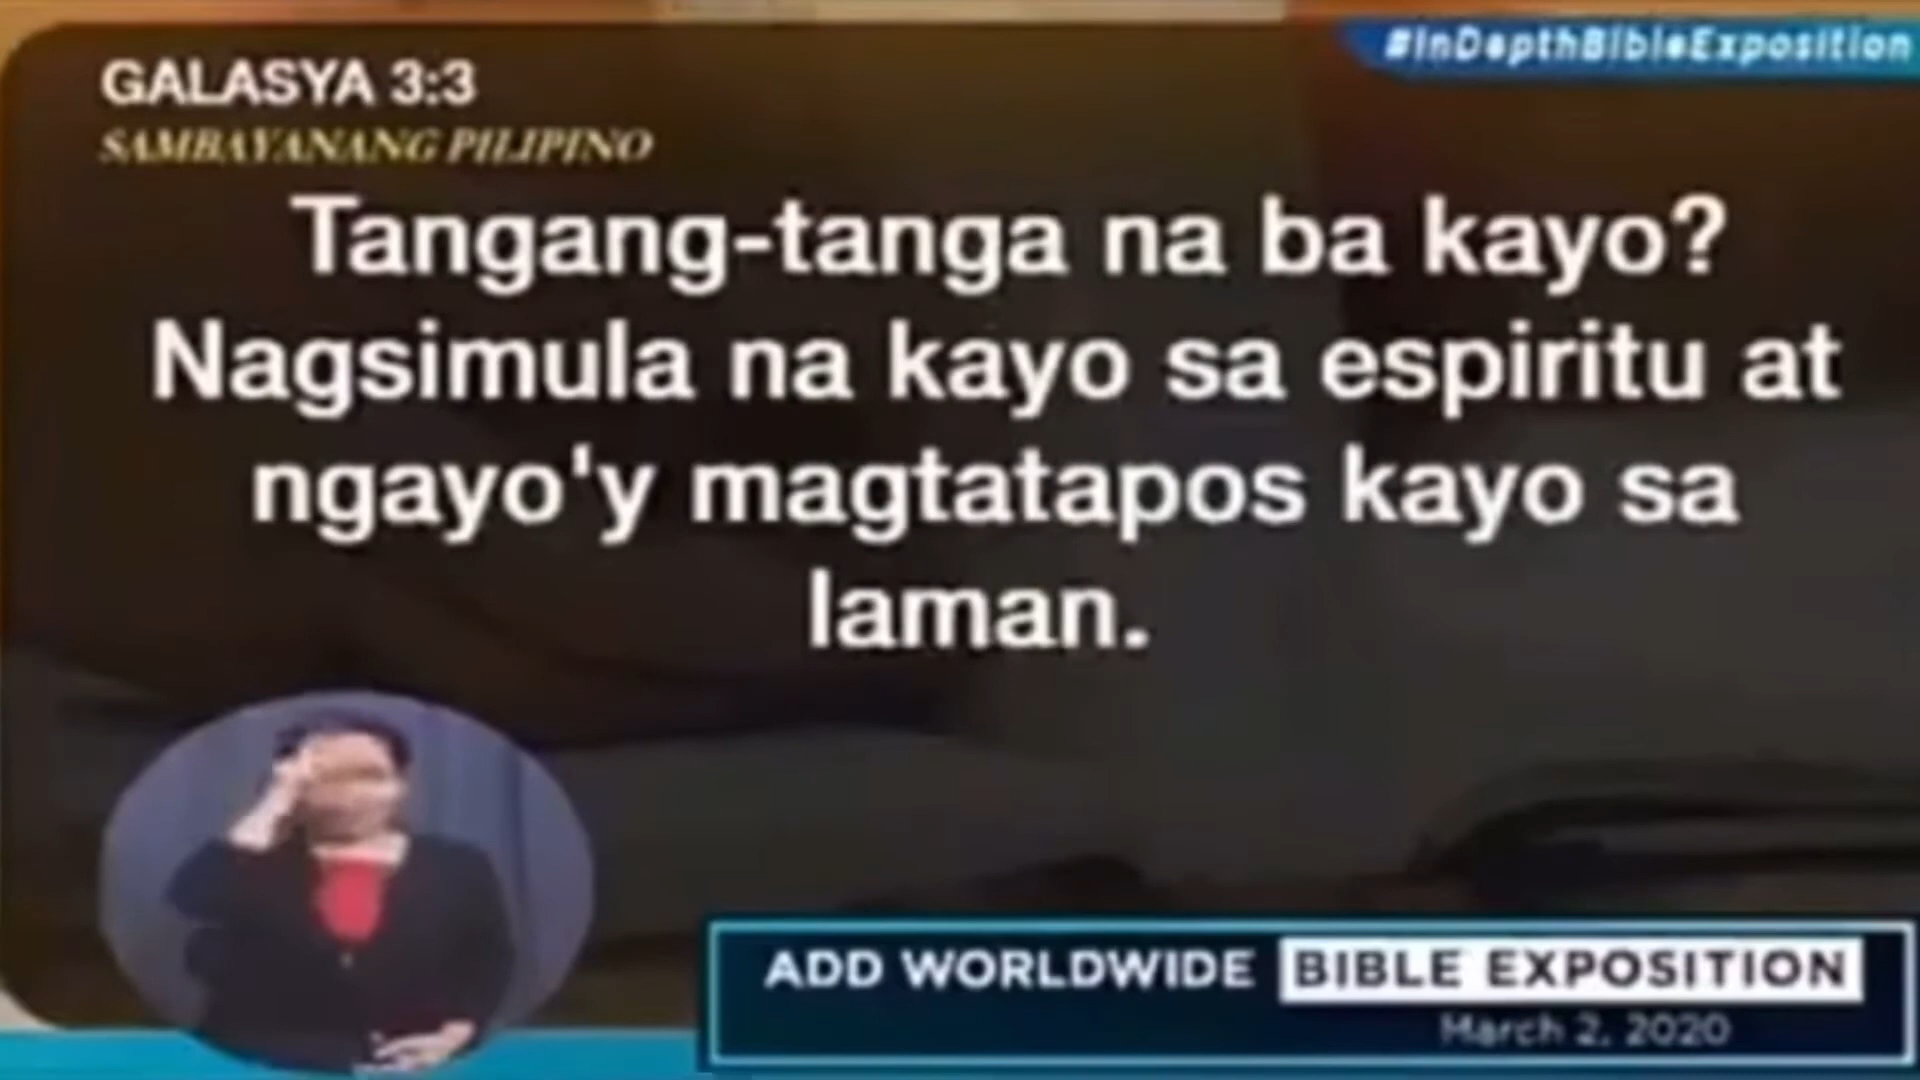 #InDepthBibleExposition
GALASYA 3:3
SAMBAYANANG PILIPINO
Tangang-tanga na ba kayo?
Nagsimula na kayo sa espiritu at
ngayo'y magtatapos kayo sa
laman.
ADD WORLDWIDE BIBLE EXPOSITION
March 2, 2020